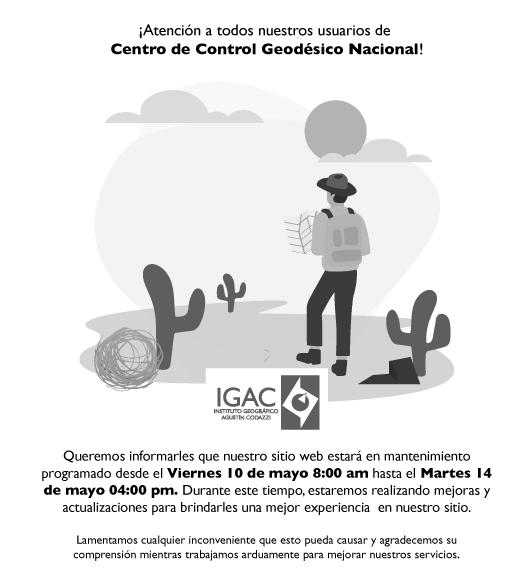 ¡Atención a todos nuestros usuarios de
Centro de Control Geodésico Nacional!
IGAC
INSTITUTO GEOGRÁFICO
AGUSTÍN CODAZZI
Queremos informarles que nuestro sitio web estará en mantenimiento
programado desde el Viernes 10 de mayo 8:00 am hasta el Martes 14
de mayo 04:00 pm. Durante este tiempo, estaremos realizando mejoras y
actualizaciones para brindarles una mejor experiencia en nuestro sitio.
Lamentamos cualquier inconveniente que esto pueda causar y agradecemos su
comprensión mientras trabajamos arduamente para mejorar nuestros servicios.